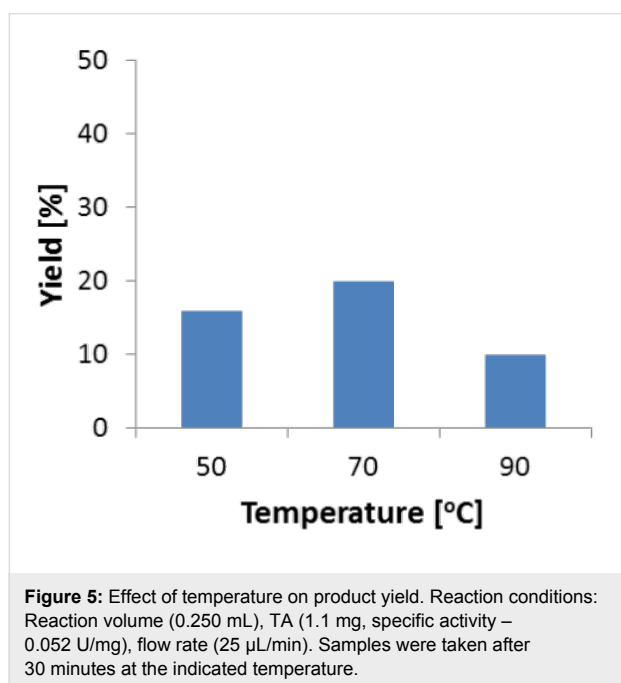 50
40
30
20
10
0
Yield [%]
50 70 90
Temperature [°C]
Figure 5: Effect of temperature on product yield. Reaction conditions:
Reaction volume (0.250 mL), TA (1.1 mg, specific activity –
0.052 U/mg), flow rate (25 µL/min). Samples were taken after
30 minutes at the indicated temperature.